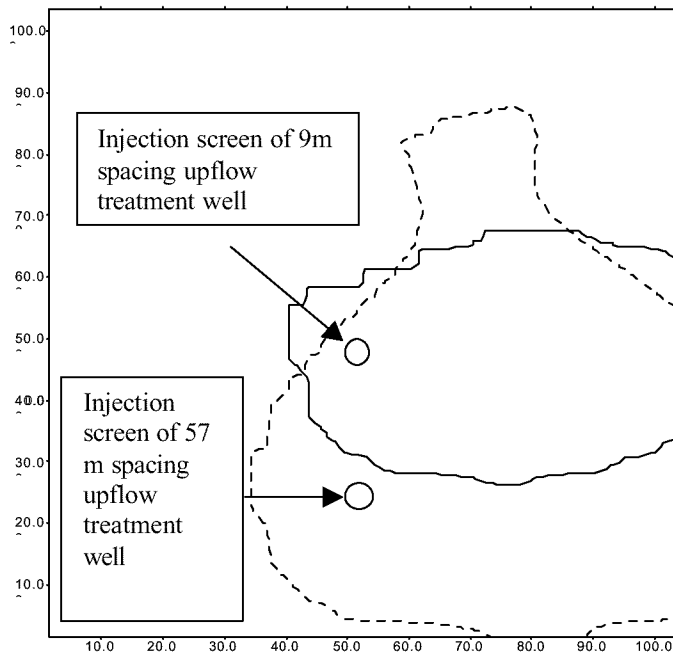 100.0
90.0
80.0
70.0
60.0
50.0
40.0
30.0
20.0
10.0
Injection screen of 9m
spacing upflow
treatment well
Injection
screen of 57
m spacing
upflow
treatment
well
10.0 20.0 30.0 40.0 50.0 60.0 70.0 80.0 90.0 100.0